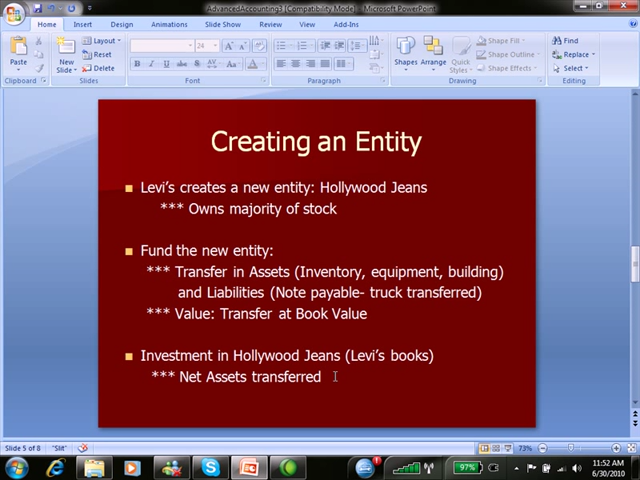 AdvancedAccounting3 [Compatibility Mode] - Microsoft PowerPoint
Home Insert Design Animations Slide Show Review View Add-Ins
Paste
Clipboard
New Slide
Layout
Reset
Delete
Slides
24
B I U abc S AV Aa A
Font
Paragraph
Shapes
Arrange
Quick Styles
Shape Fill
Shape Outline
Shape Effects
Drawing
Find
Replace
Select
Editing
Creating an Entity
Levi's creates a new entity: Hollywood Jeans
*** Owns majority of stock
Fund the new entity:
*** Transfer in Assets (Inventory, equipment, building)
and Liabilities (Note payable- truck transferred)
*** Value: Transfer at Book Value
Investment in Hollywood Jeans (Levi's books)
*** Net Assets transferred
Slide 5 of 8 "Slit" 73%
97% 11:52 AM
6/30/2010